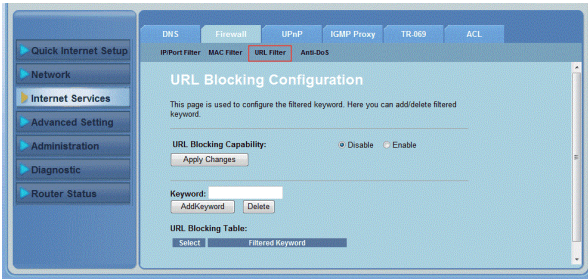 DNS Firewall UPnP IGMP Proxy TR-069 ACL
IP/Port Filter MAC Filter URL Filter Anti-DoS
Quick Internet Setup
Network
Internet Services
Advanced Setting
Administration
Diagnostic
Router Status
URL Blocking Configuration
This page is used to configure the filtered keyword. Here you can add/delete filtered
keyword.
URL Blocking Capability: Disable Enable
Apply Changes
Keyword:
AddKeyword Delete
URL Blocking Table:
Select Filtered Keyword